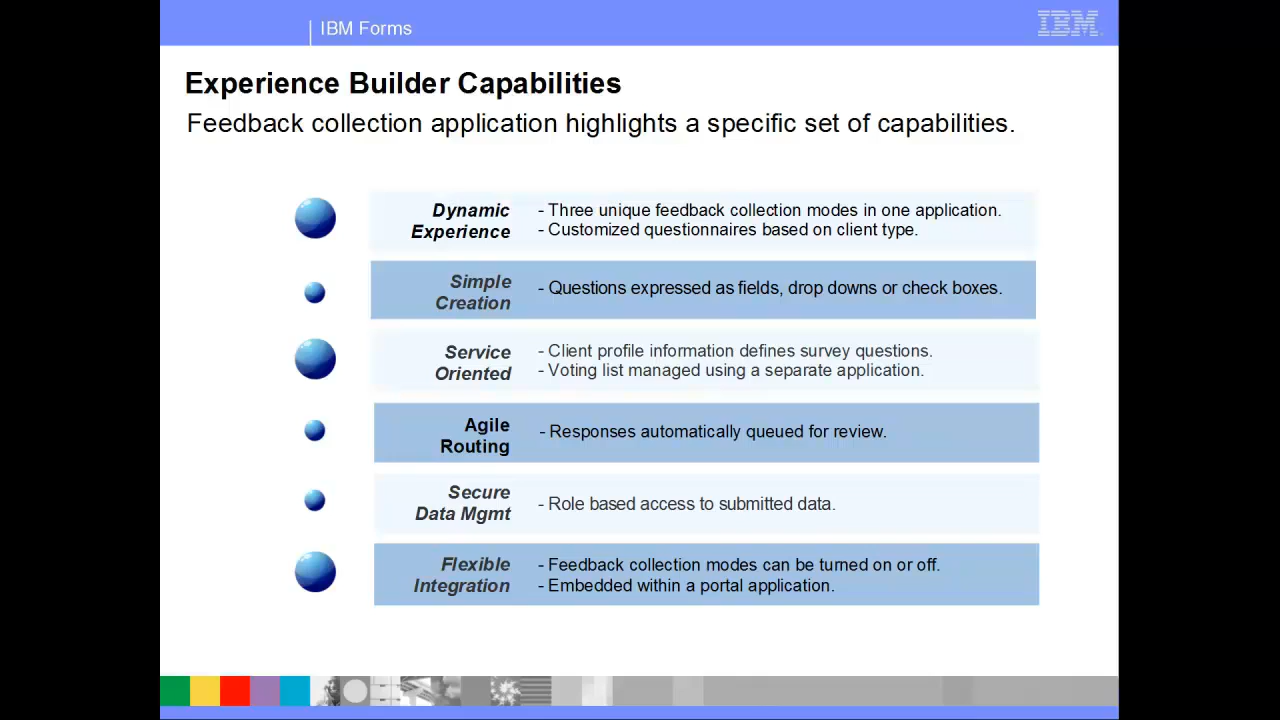 IBM Forms
IBM
Experience Builder Capabilities
Feedback collection application highlights a specific set of capabilities.
Dynamic
Experience
- Three unique feedback collection modes in one application.
- Customized questionnaires based on client type.
Simple
Creation
- Questions expressed as fields, drop downs or check boxes.
Service
Oriented
- Client profile information defines survey questions.
- Voting list managed using a separate application.
Agile
Routing
- Responses automatically queued for review.
Secure
Data Mgmt
- Role based access to submitted data.
Flexible
Integration
- Feedback collection modes can be turned on or off.
- Embedded within a portal application.